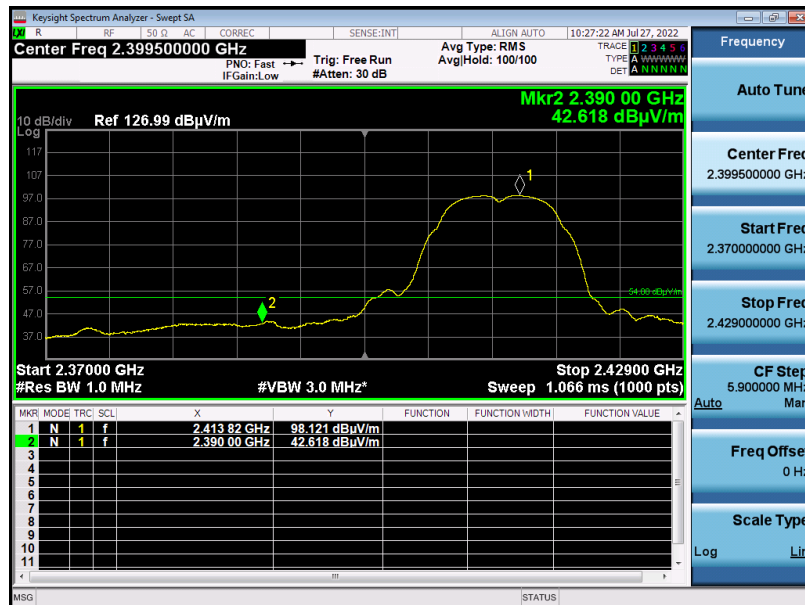 Keysight Spectrum Analyzer - Swept SA
LXI R RF 50 Ω AC CORREC SENSE:INT ALIGN AUTO 10:27:22 AM Jul 27, 2022
Center Freq 2.399500000 GHz
PNO: Fast
IFGain:Low
Trig: Free Run
#Atten: 30 dB
Avg Type: RMS
Avg|Hold: 100/100
TRACE 1 2 3 4 5 6
TYPE A WWWWW
DET A N N N N N
Mkr2 2.390 00 GHz
42.618 dBµV/m
10 dB/div Ref 126.99 dBµV/m
Log
117
107
97.0
87.0
77.0
67.0
57.0
47.0
37.0
1
2
54.00 dBµV/m
Start 2.37000 GHz Stop 2.42900 GHz
#Res BW 1.0 MHz #VBW 3.0 MHz* Sweep 1.066 ms (1000 pts)
MKR MODE TRC SCL X Y FUNCTION FUNCTION WIDTH FUNCTION VALUE
1 N 1 f 2.413 82 GHz 98.121 dBµV/m
2 N 1 f 2.390 00 GHz 42.618 dBµV/m
3
4
5
6
7
8
9
10
11
MSG STATUS
Frequency
Auto Tune
Center Freq
2.399500000 GHz
Start Freq
2.370000000 GHz
Stop Freq
2.429000000 GHz
CF Step
5.900000 MHz
Auto Man
Freq Offset
0 Hz
Scale Type
Log Lin